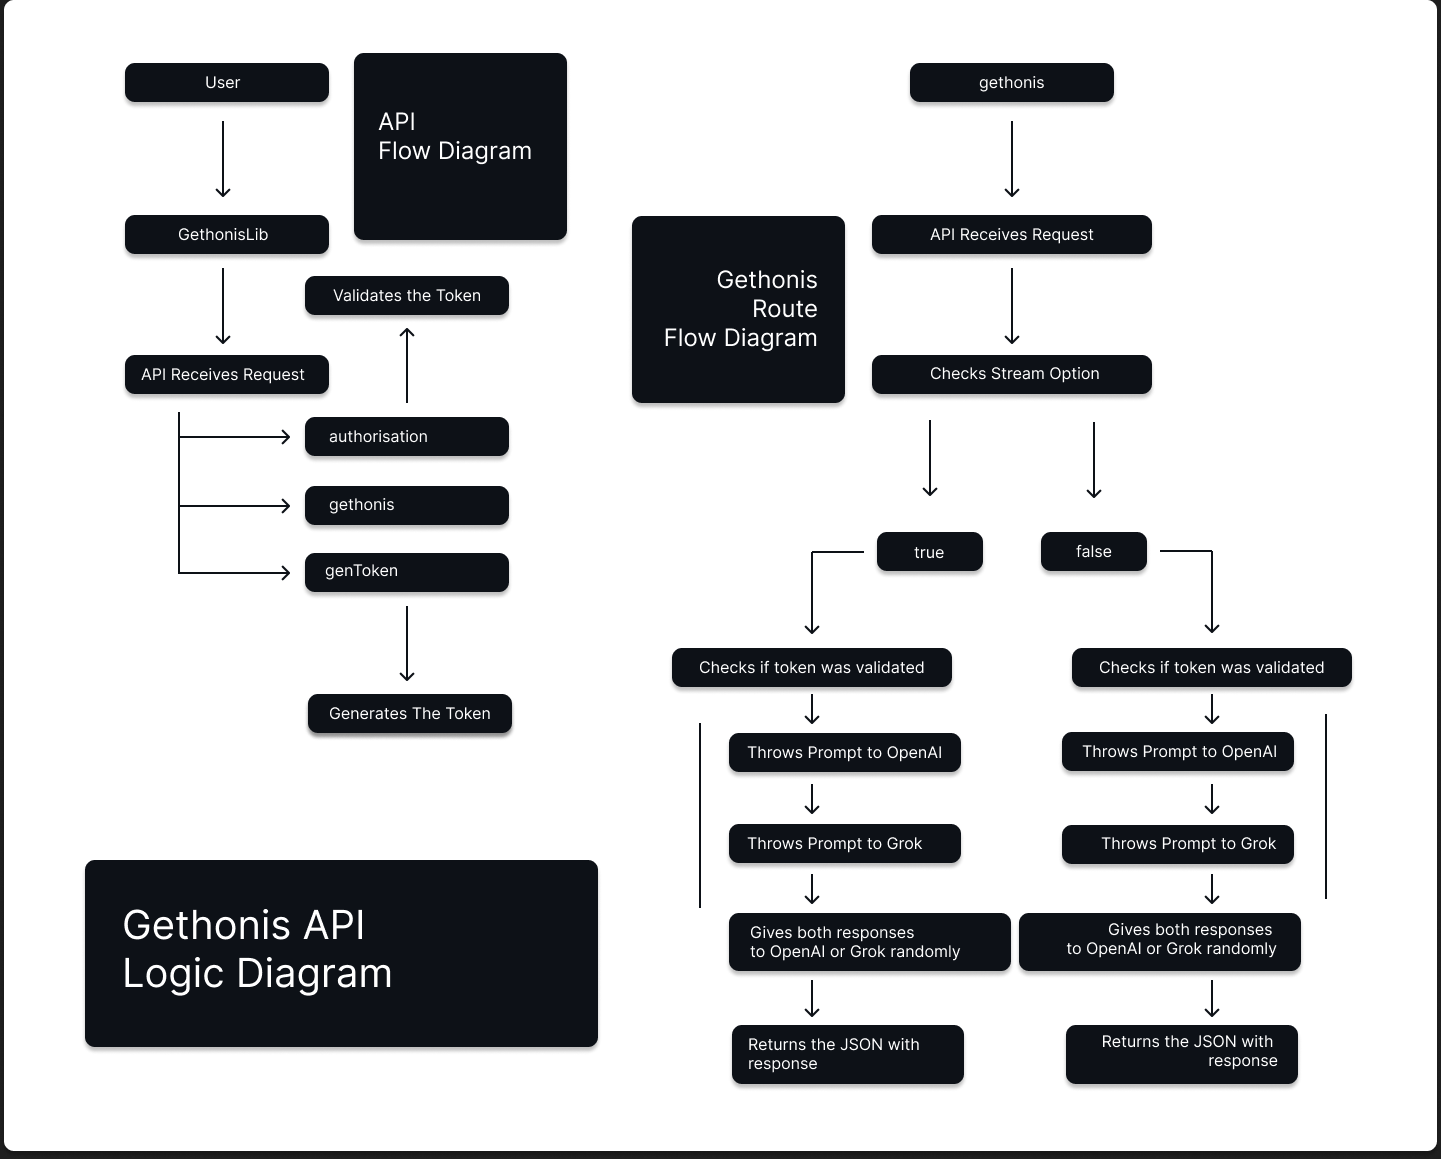 User
API
Flow Diagram
GethonisLib
Validates the Token
API Receives Request
authorisation
gethonis
genToken
Generates The Token
Gethonis API
Logic Diagram
gethonis
API Receives Request
Gethonis
Route
Flow Diagram
Checks Stream Option
true
false
Checks if token was validated
Throws Prompt to OpenAI
Throws Prompt to Grok
Gives both responses
to OpenAI or Grok randomly
Returns the JSON with
response
Checks if token was validated
Throws Prompt to OpenAI
Throws Prompt to Grok
Gives both responses
to OpenAI or Grok randomly
Returns the JSON with
response